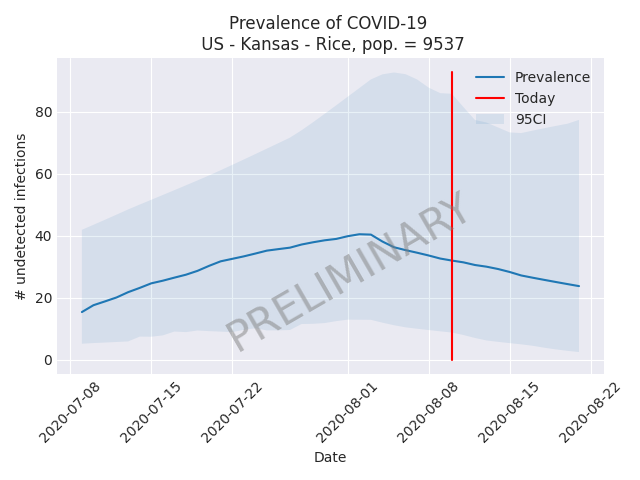 Prevalence of COVID-19
US - Kansas - Rice, pop. = 9537
Prevalence
Today
95CI
80
60
40
20
0
# undetected infections
PRELIMINARY
2020-07-08
2020-07-15
2020-07-22
2020-08-01
2020-08-08
2020-08-15
2020-08-22
Date